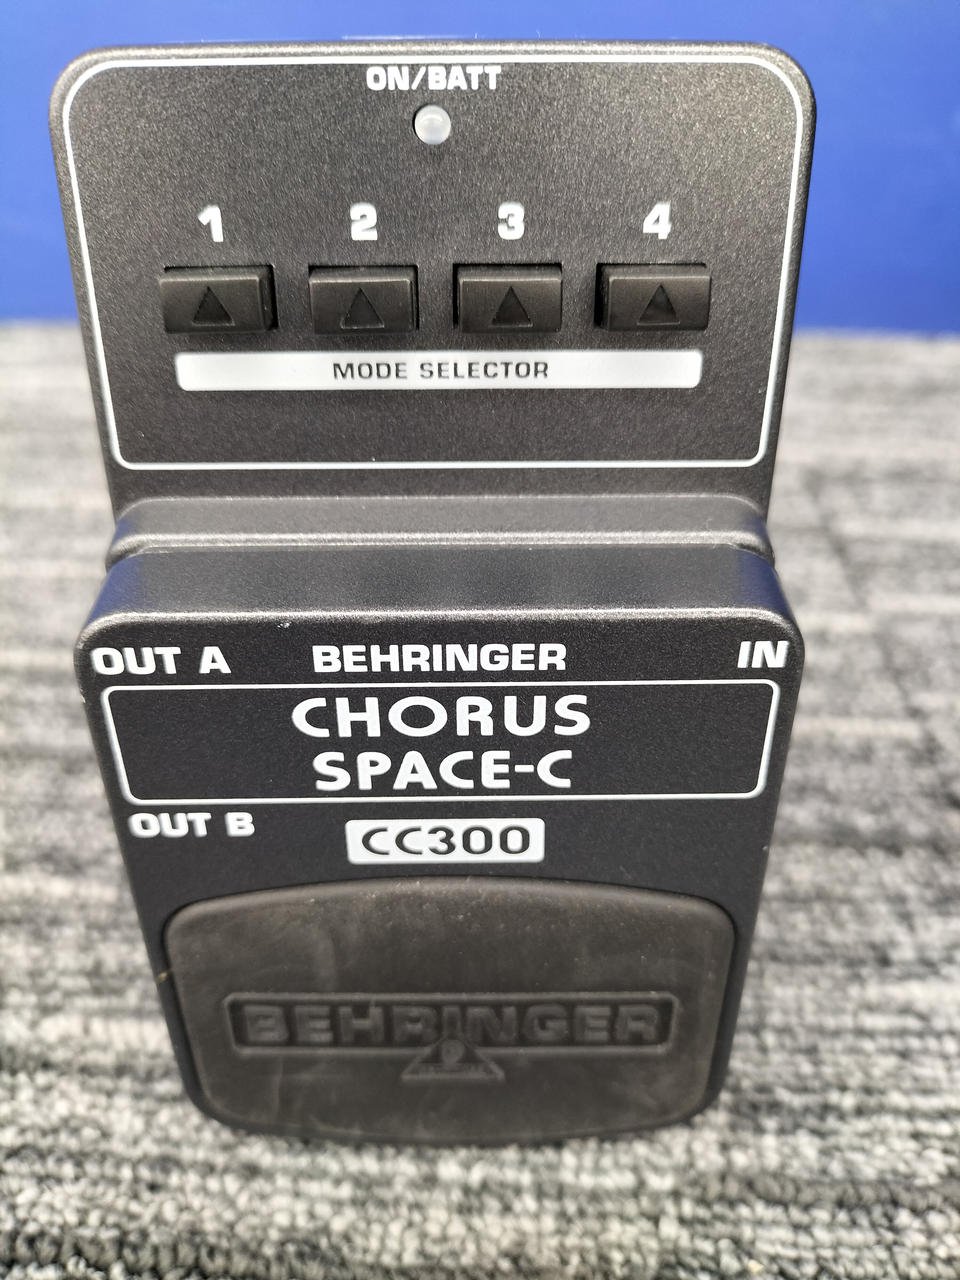 ON/BATT
1 2 3 4
MODE SELECTOR
OUT A BEHRINGER IN
CHORUS
SPACE-C
OUT B
CC300
BEHRINGER